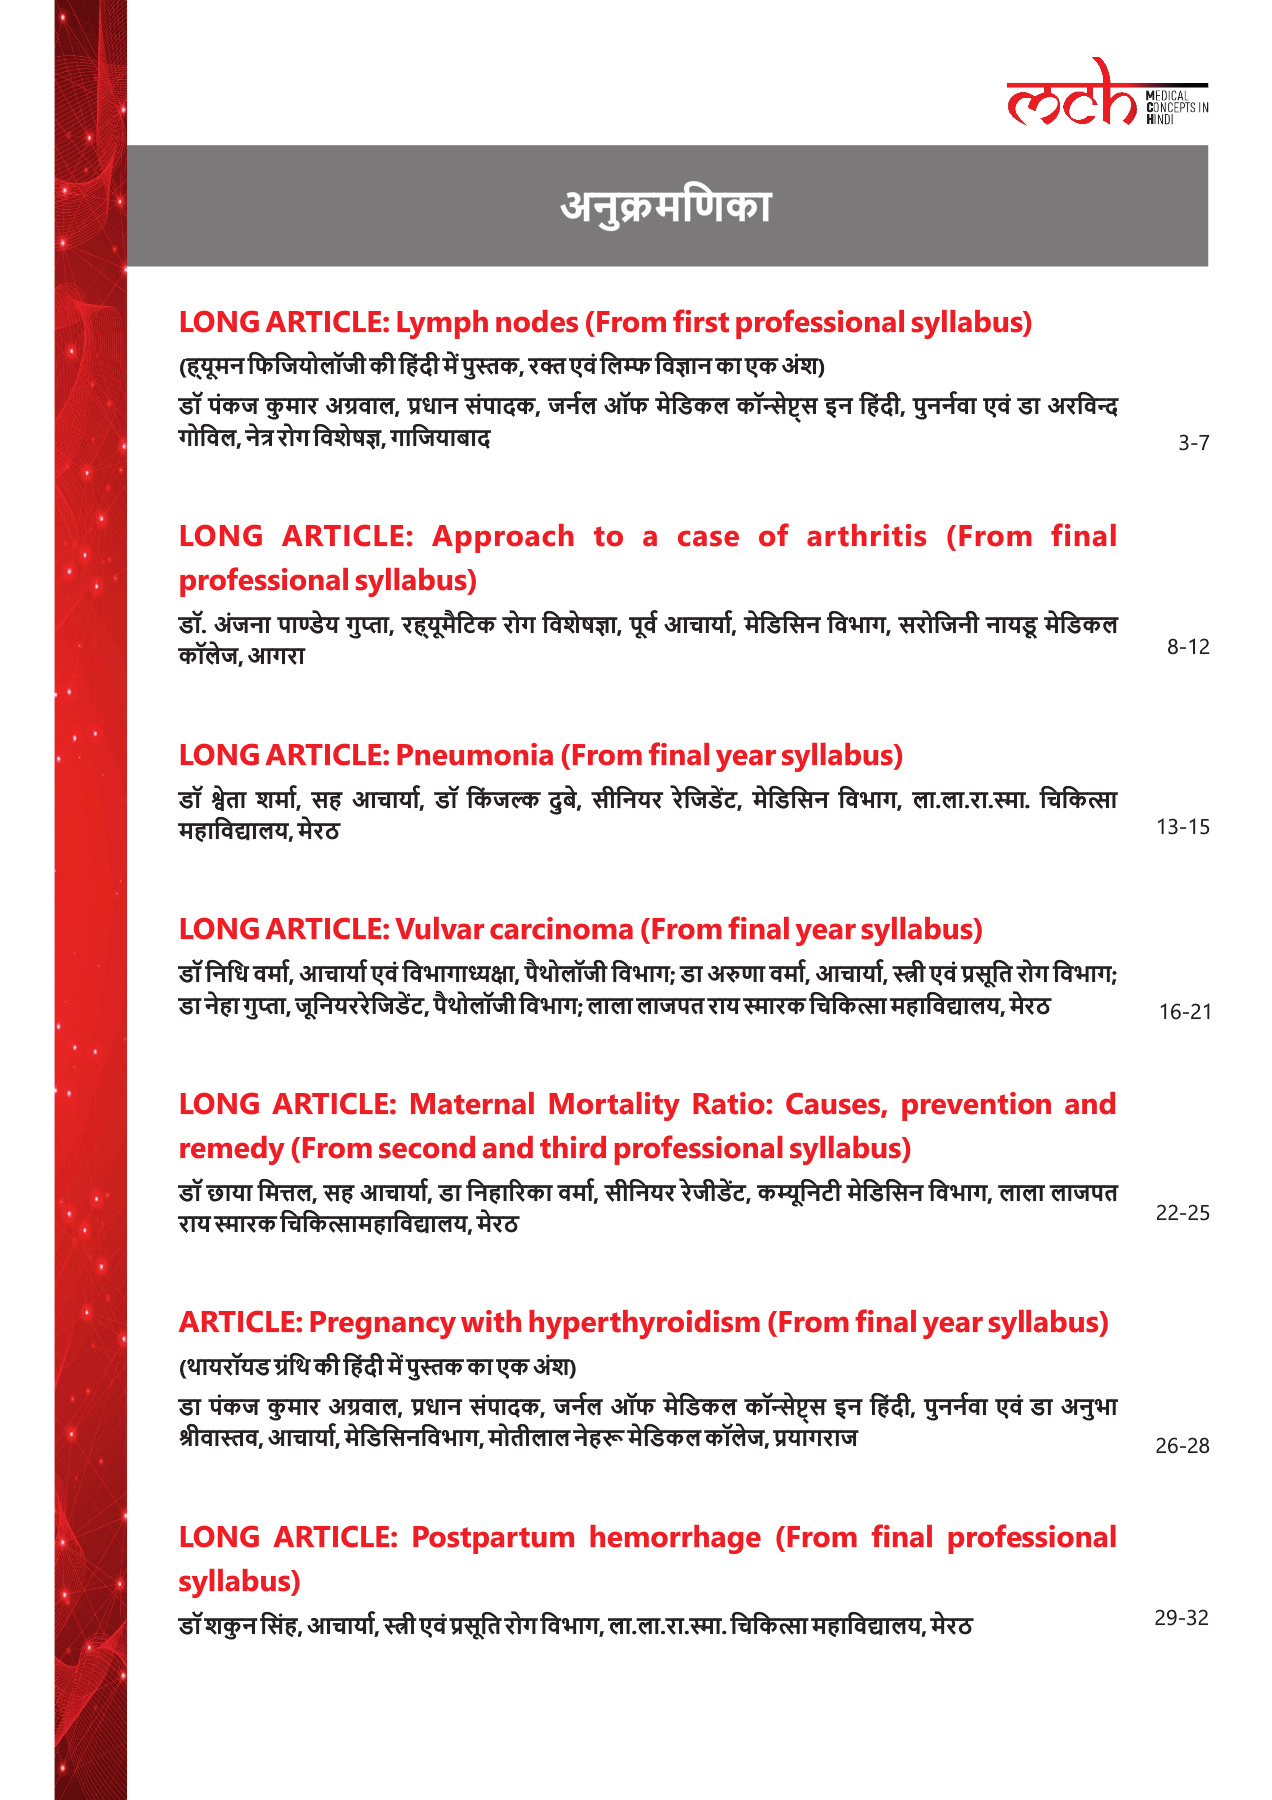 mch
MEDICAL
CONCEPTS IN
HINDI
अनुक्रमणिका
LONG ARTICLE: Lymph nodes (From first professional syllabus)
(ह्यूमन फिजियोलॉजी की हिंदी में पुस्तक, रक्त एवं लिम्फ विज्ञान का एक अंश)
डॉ पंकज कुमार अग्रवाल, प्रधान संपादक, जर्नल ऑफ मेडिकल कॉन्सेप्ट्स इन हिंदी, पुनर्नवा एवं डा अरविन्द
गोविल, नेत्र रोग विशेषज्ञ, गाजियाबाद
3-7
LONG ARTICLE: Approach to a case of arthritis (From final
professional syllabus)
डॉ. अंजना पाण्डेय गुप्ता, रह्यूमैटिक रोग विशेषज्ञा, पूर्व आचार्या, मेडिसिन विभाग, सरोजिनी नायडू मेडिकल
कॉलेज, आगरा
8-12
LONG ARTICLE: Pneumonia (From final year syllabus)
डॉ श्वेता शर्मा, सह आचार्या, डॉ किंजल्क दुबे, सीनियर रेजिडेंट, मेडिसिन विभाग, ला.ला.रा.स्मा. चिकित्सा
महाविद्यालय, मेरठ
13-15
LONG ARTICLE: Vulvar carcinoma (From final year syllabus)
डॉ निधि वर्मा, आचार्या एवं विभागाध्यक्षा, पैथोलॉजी विभाग; डा अरुणा वर्मा, आचार्या, स्त्री एवं प्रसूति रोग विभाग;
डा नेहा गुप्ता, जूनियररेजिडेंट, पैथोलॉजी विभाग; लाला लाजपत राय स्मारक चिकित्सा महाविद्यालय, मेरठ
16-21
LONG ARTICLE: Maternal Mortality Ratio: Causes, prevention and
remedy (From second and third professional syllabus)
डॉ छाया मित्तल, सह आचार्या, डा निहारिका वर्मा, सीनियर रेजीडेंट, कम्यूनिटी मेडिसिन विभाग, लाला लाजपत
राय स्मारक चिकित्सामहाविद्यालय, मेरठ
22-25
ARTICLE: Pregnancy with hyperthyroidism (From final year syllabus)
(थायरॉयड ग्रंथि की हिंदी में पुस्तक का एक अंश)
डा पंकज कुमार अग्रवाल, प्रधान संपादक, जर्नल ऑफ मेडिकल कॉन्सेप्ट्स इन हिंदी, पुनर्नवा एवं डा अनुभा
श्रीवास्तव, आचार्या, मेडिसिनविभाग, मोतीलाल नेहरू मेडिकल कॉलेज, प्रयागराज
26-28
LONG ARTICLE: Postpartum hemorrhage (From final professional
syllabus)
डॉ शकुन सिंह, आचार्या, स्त्री एवं प्रसूति रोग विभाग, ला.ला.रा.स्मा. चिकित्सा महाविद्यालय, मेरठ
29-32